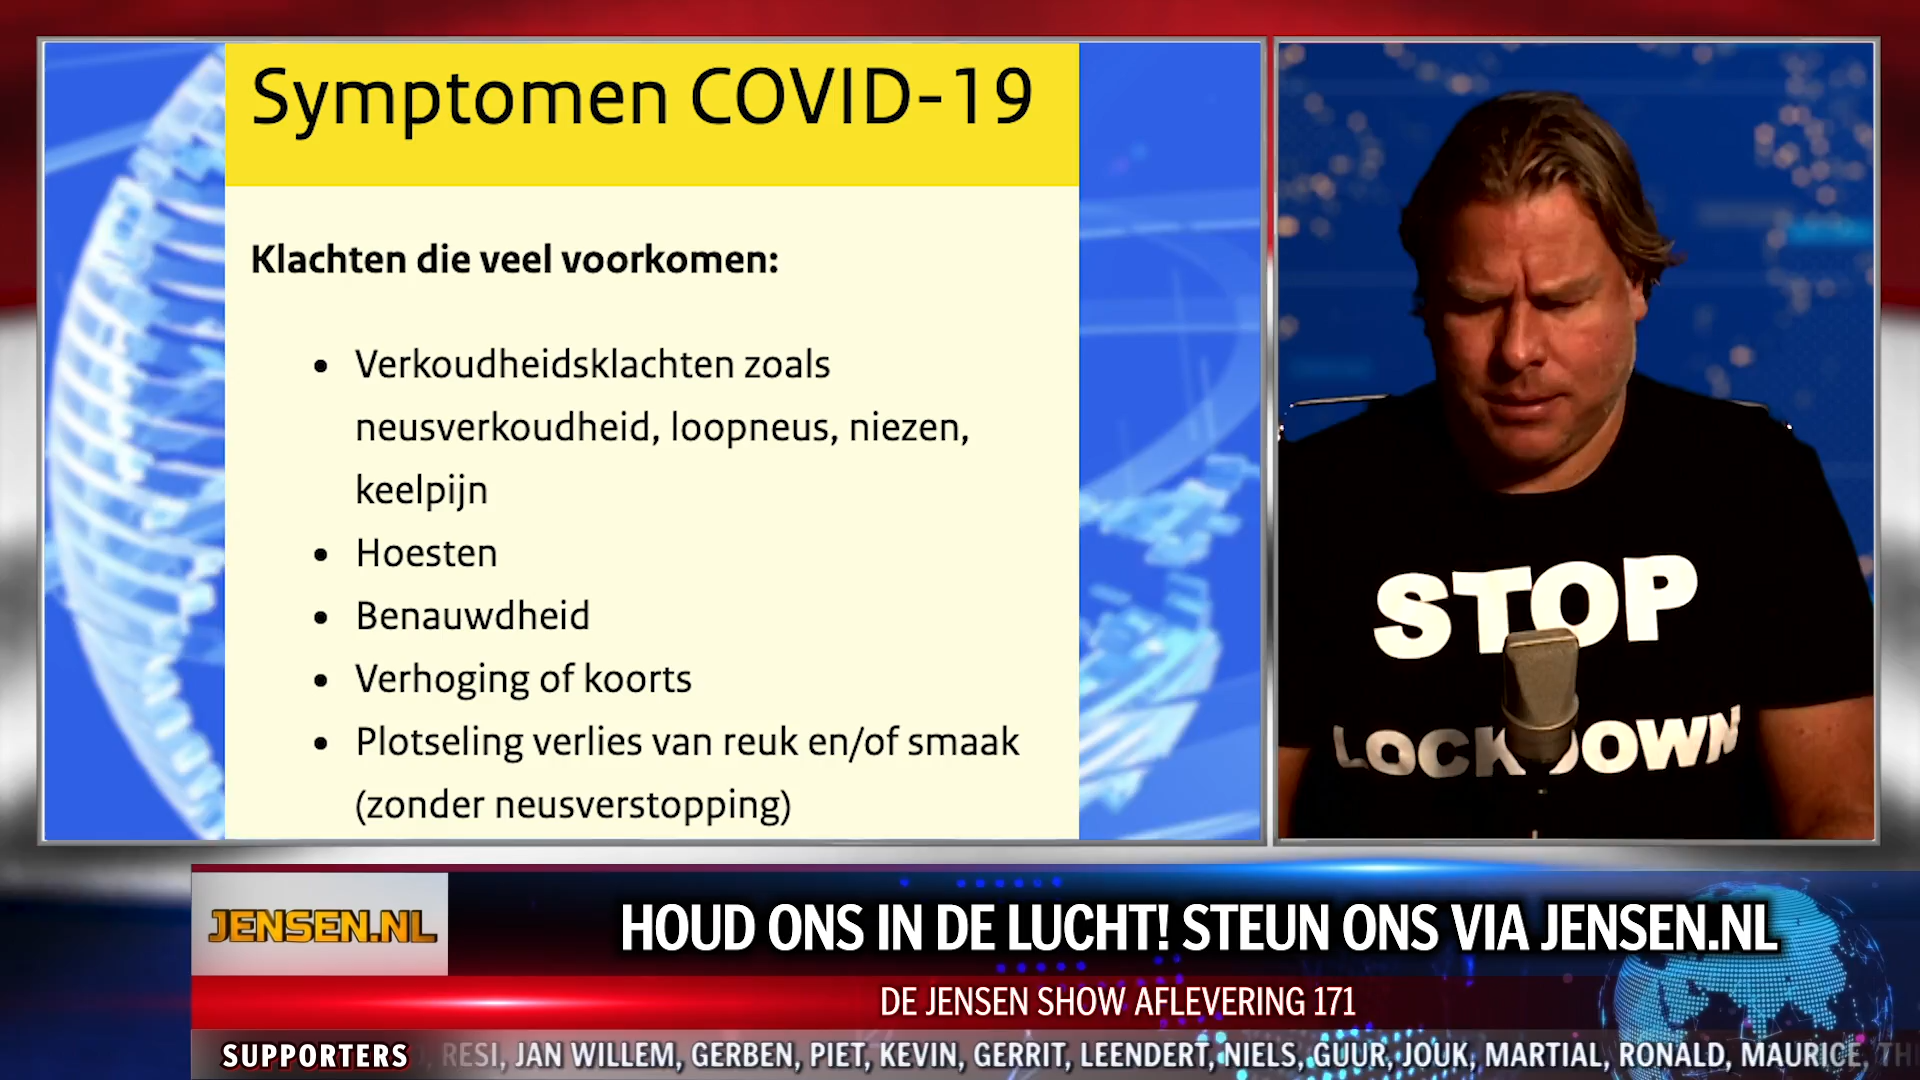 Symptomen COVID-19
Klachten die veel voorkomen:
• Verkoudheidsklachten zoals
neusverkoudheid, loopneus, niezen,
keelpijn
• Hoesten
• Benauwdheid
• Verhoging of koorts
• Plotseling verlies van reuk en/of smaak
(zonder neusverstopping)
STOP
LOCKDOWN
JENSEN.NL
HOUD ONS IN DE LUCHT! STEUN ONS VIA JENSEN.NL
DE JENSEN SHOW AFLEVERING 171
SUPPORTERS RESI, JAN WILLEM, GERBEN, PIET, KEVIN, GERRIT, LEENDERT, NIELS, GUUR, JOUK, MARTIAL, RONALD, MAURICE,